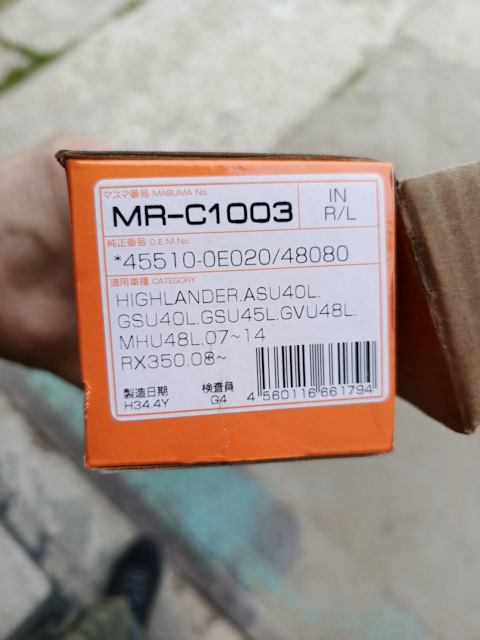 マスマ番号 MASUMA No.
MR-C1003
IN
R/L
純正番号 O.E.M.No.
*45510-0E020/48080
適用車種 CATEGORY
HIGHLANDER.ASU40L.
GSU40L.GSU45L.GVU48L.
MHU48L.07~14
RX350.08~
製造日期
H34.4Y
検査員
G4
4 560116 661794